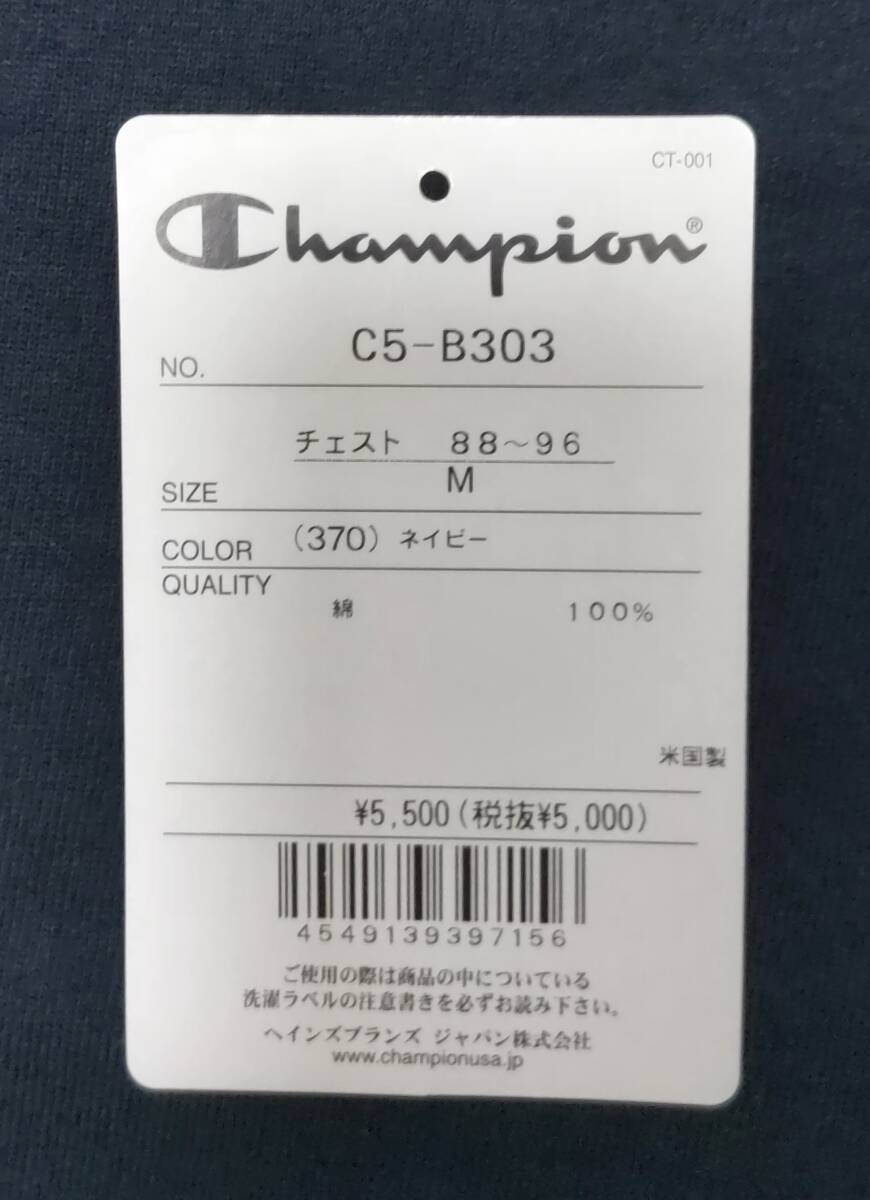 CT-001
Champion®
NO. C5-B303
チェスト 88～96
SIZE M
COLOR (370) ネイビー
QUALITY
綿 100%
米国製
¥5,500(税抜¥5,000)
4549139397156
ご使用の際は商品の中についている
洗濯ラベルの注意書きを必ずお読み下さい。
ヘインズブランズ ジャパン株式会社
www.championusa.jp